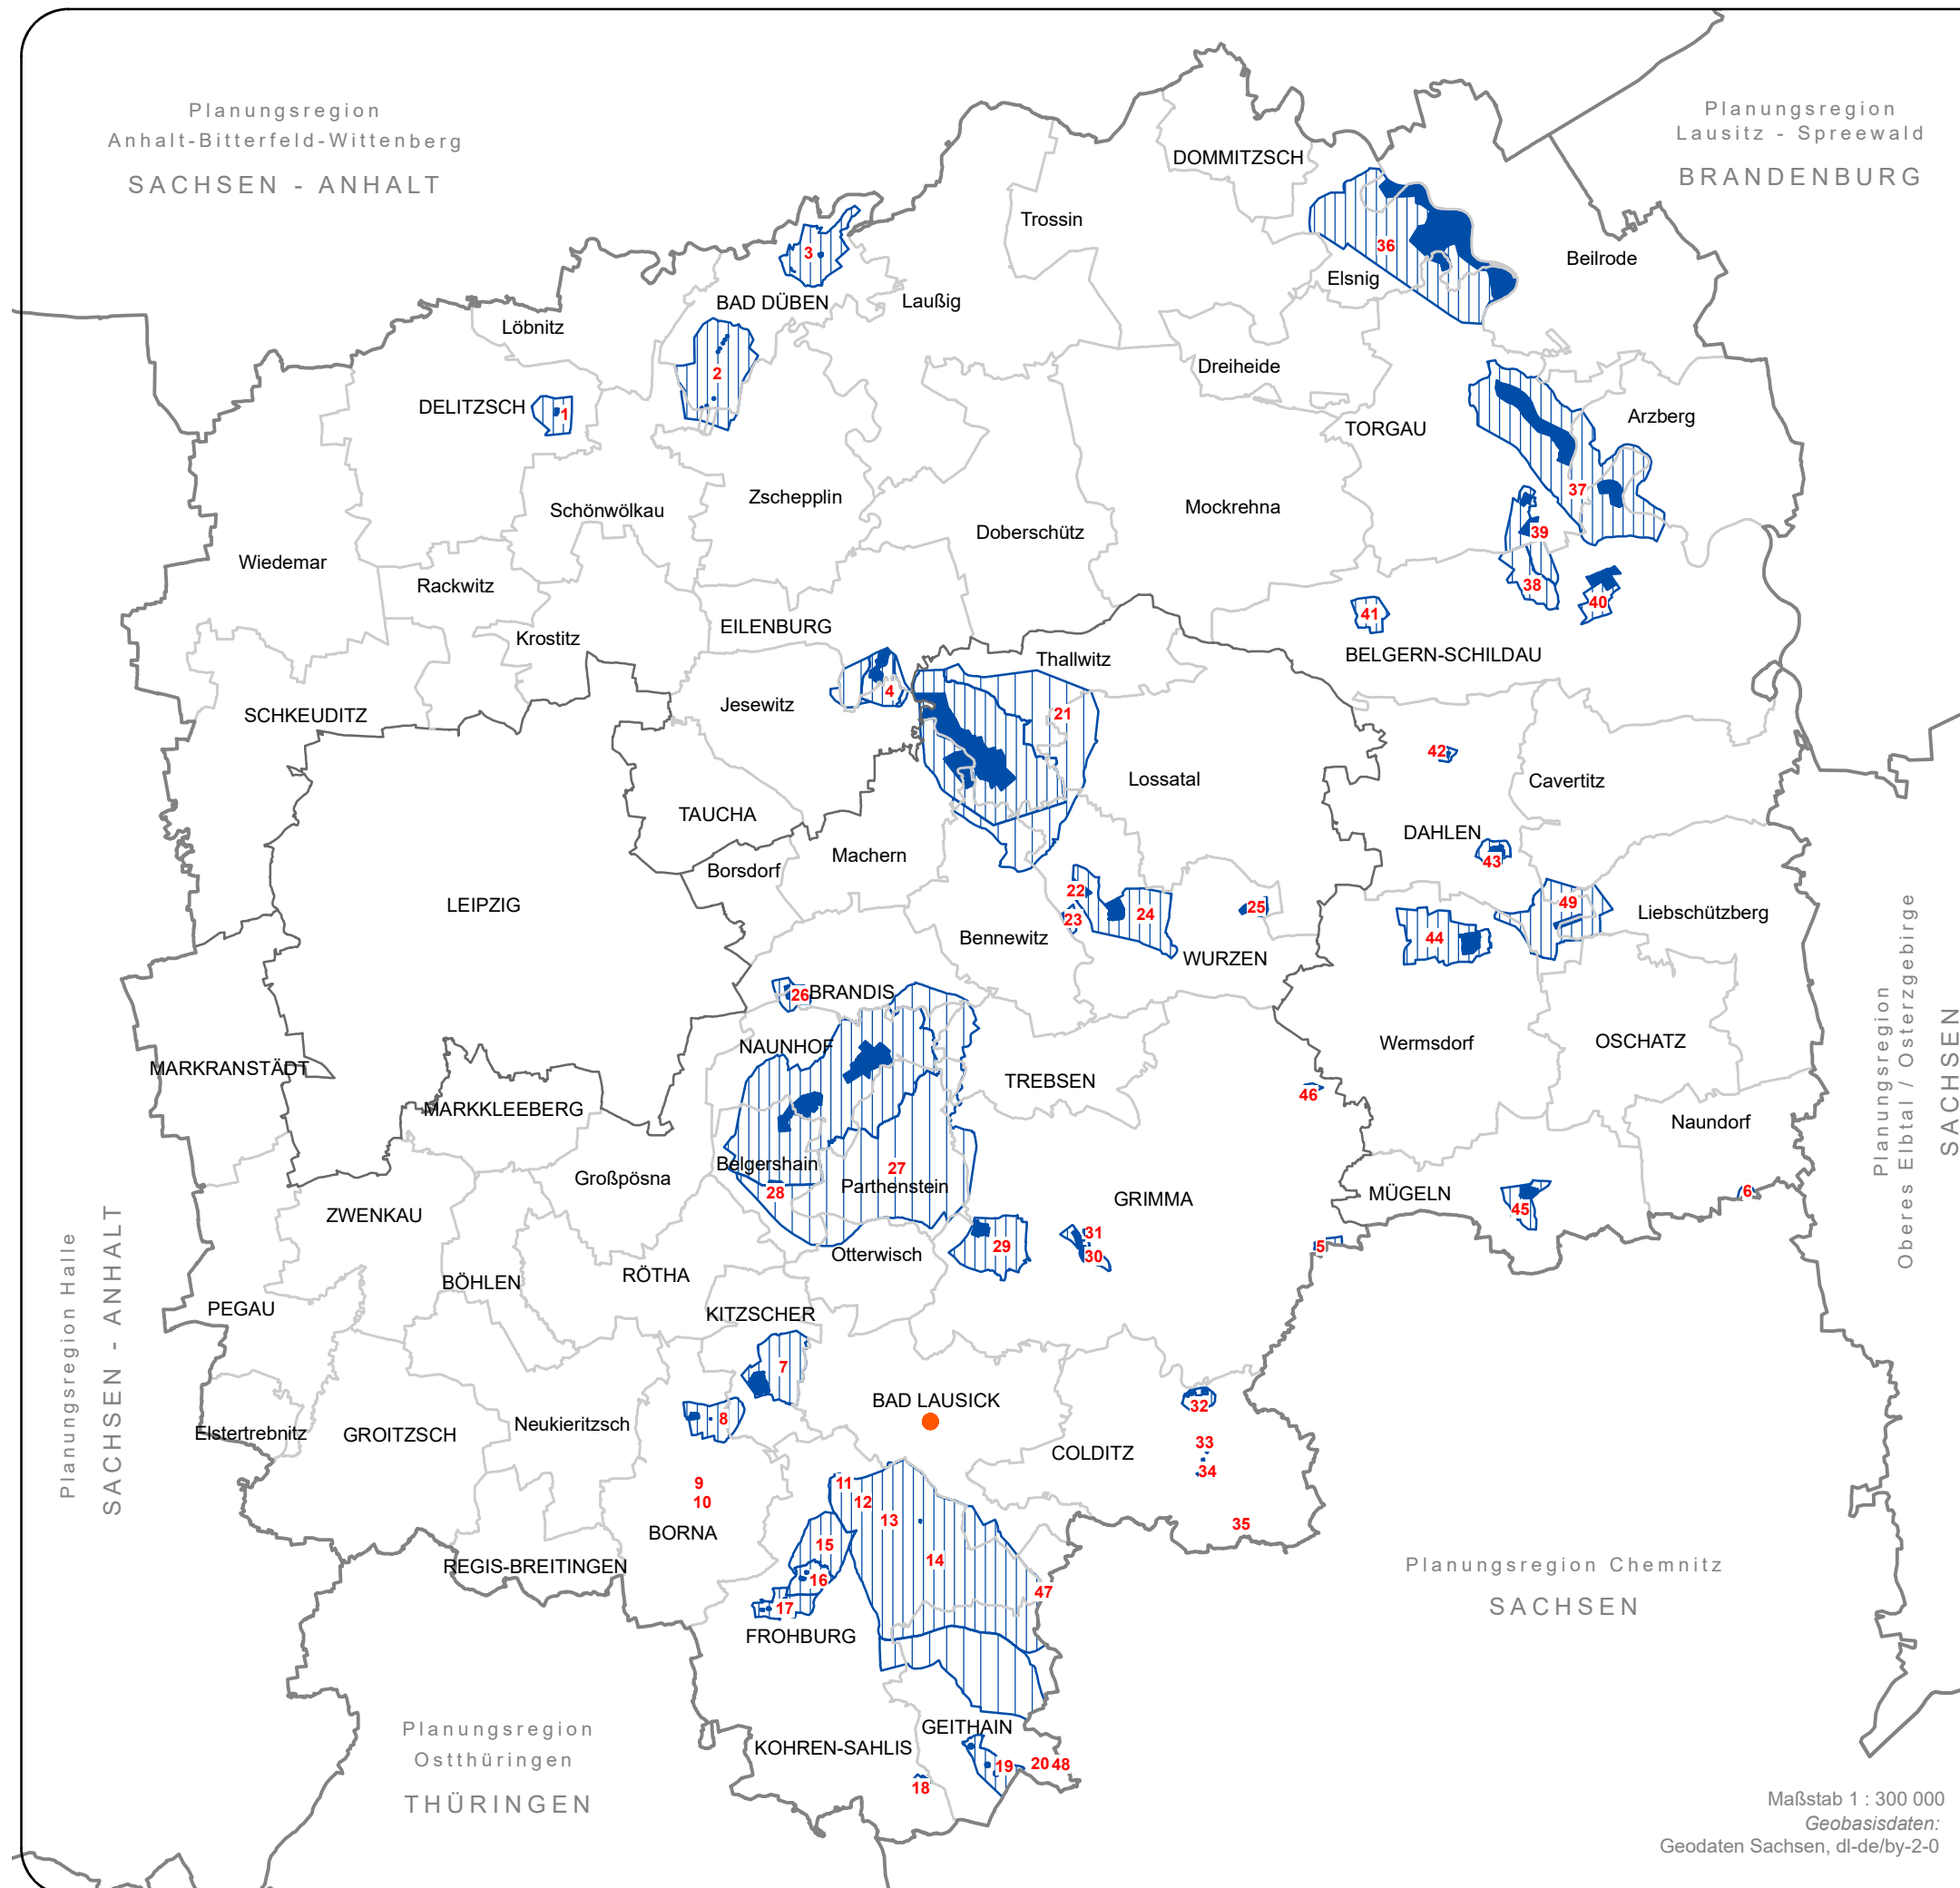 Planungsregion
Anhalt-Bitterfeld-Wittenberg
SACHSEN - ANHALT
Planungsregion
Lausitz - Spreewald
BRANDENBURG
DOMMITZSCH
Trossin
3
36
Beilrode
Elsnig
BAD DÜBEN
Laußig
Löbnitz
Dreiheide
2
DELITZSCH
1
Arzberg
TORGAU
37
Zschepplin
Mockrehna
Schönwölkau
Doberschütz
39
Wiedemar
Rackwitz
38
40
41
EILENBURG
Krostitz
BELGERN-SCHILDAU
Thallwitz
4
Jesewitz
21
SCHKEUDITZ
42
Lossatal
Cavertitz
TAUCHA
DAHLEN
Machern
43
Borsdorf
22
LEIPZIG
49
25
24
Liebschützberg
23
Bennewitz
44
WURZEN
26
BRANDIS
NAUNHOF
Wermsdorf
OSCHATZ
MARKRANSTÄDT
TREBSEN
46
MARKKLEEBERG
Naundorf
Belgershain
27
Großpösna
Parthenstein
28
MÜGELN
6
GRIMMA
45
ZWENKAU
31
29
5
30
Otterwisch
RÖTHA
BÖHLEN
PEGAU
KITZSCHER
7
BAD LAUSICK
32
8
Neukieritzsch
Elstertrebnitz
GROITZSCH
33
COLDITZ
34
9
11
10
12
13
35
BORNA
15
14
REGIS-BREITINGEN
16
47
17
FROHBURG
GEITHAIN
KOHREN-SAHLIS
19
20
48
18
Planungsregion Halle
SACHSEN - ANHALT
Planungsregion
Oberes Elbtal / Osterzgebirge
SACHSEN
Planungsregion Chemnitz
SACHSEN
Planungsregion
Ostthüringen
THÜRINGEN
Maßstab 1 : 300 000
Geobasisdaten:
Geodaten Sachsen, dl-de/by-2-0